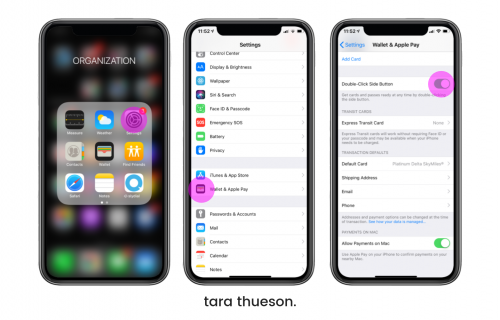 ORGANIZATION
Measure
Weather
Settings
Contacts
Wallet
Find Friends
Safari
Notes
11:52
Settings
Control Center
Display & Brightness
Wallpaper
Siri & Search
Face ID & Passcode
SOS
Emergency SOS
Battery
Privacy
iTunes & App Store
Wallet & Apple Pay
Passwords & Accounts
Mail
Contacts
Calendar
Notes
11:52
Settings
Wallet & Apple Pay
Add Card
Double-Click Side Button
Get cards and passes ready at any time by double-clicking
the side button.
TRANSIT CARDS
Express Transit Card
None
Express Transit cards will work without requiring Face ID or
your passcode and may be available when your iPhone
needs to be charged.
TRANSACTION DEFAULTS
Default Card
Platinum Delta SkyMiles®
Shipping Address
Email
Phone
Addresses and payment options can be changed at the time
of transaction. See how your data is managed...
PAYMENTS ON MAC
Allow Payments on Mac
Use Apple Pay on your iPhone to confirm payments on your
nearby Mac.
tara thueson.